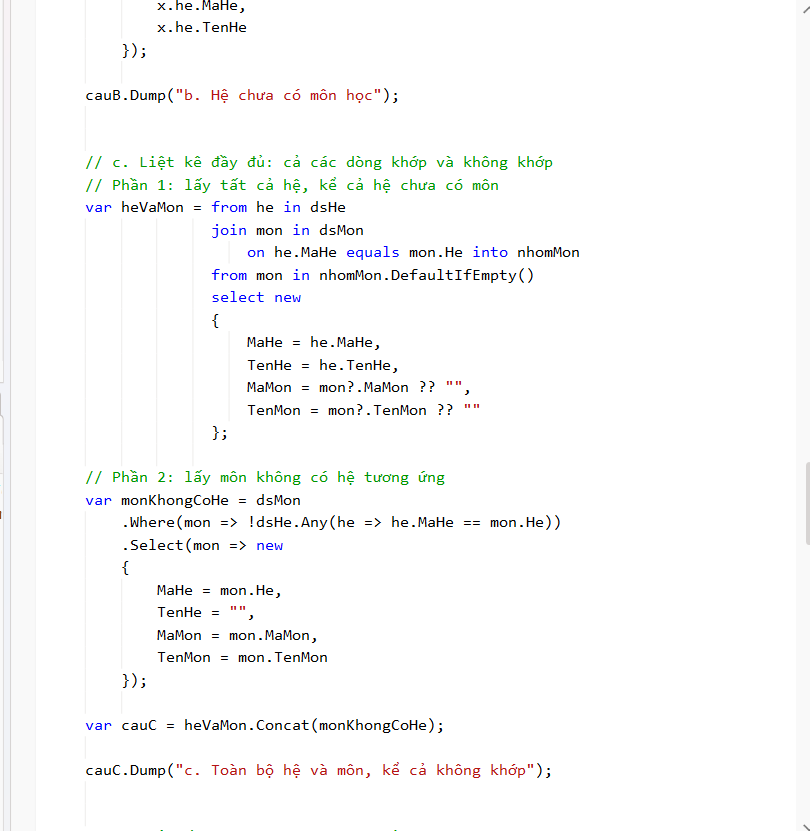 x.he.MaHe,
x.he.TenHe
});
cauB.Dump("b. Hệ chưa có môn học");
// c. Liệt kê đầy đủ: cả các dòng khớp và không khớp
// Phần 1: lấy tất cả hệ, kể cả hệ chưa có môn
var heVaMon = from he in dsHe
join mon in dsMon
on he.MaHe equals mon.He into nhomMon
from mon in nhomMon.DefaultIfEmpty()
select new
{
MaHe = he.MaHe,
TenHe = he.TenHe,
MaMon = mon?.MaMon ?? "",
TenMon = mon?.TenMon ?? ""
};
// Phần 2: lấy môn không có hệ tương ứng
var monKhongCoHe = dsMon
.Where(mon => !dsHe.Any(he => he.MaHe == mon.He))
.Select(mon => new
{
MaHe = mon.He,
TenHe = "",
MaMon = mon.MaMon,
TenMon = mon.TenMon
});
var cauC = heVaMon.Concat(monKhongCoHe);
cauC.Dump("c. Toàn bộ hệ và môn, kể cả không khớp");